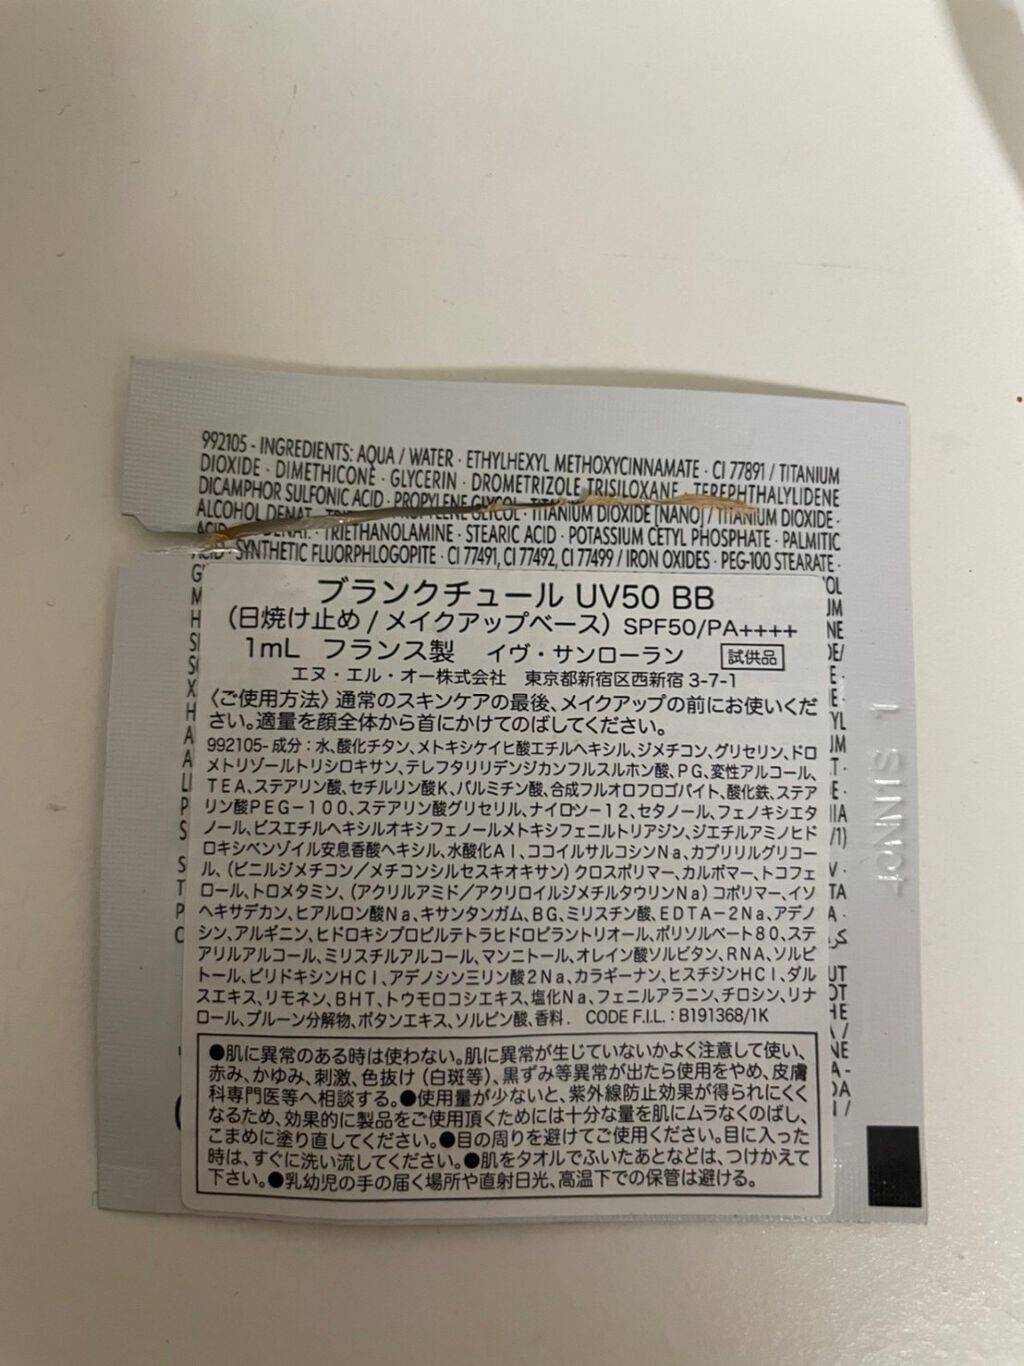 992105 - INGREDIENTS: AQUA / WATER · ETHYLHEXYL METHOXYCINNAMATE · CI 77891 / TITANIUM
DIOXIDE · DIMETHICONE · GLYCERIN · DROMETRIZOLE TRISILOXANE · TEREPHTHALYLIDENE
DICAMPHOR SULFONIC ACID · PROPYLENE GLYCOL · TITANIUM DIOXIDE [NANO] / TITANIUM DIOXIDE ·
ALCOHOL DENAT. · TRIETHANOLAMINE · STEARIC ACID · POTASSIUM CETYL PHOSPHATE · PALMITIC
ACID · SYNTHETIC FLUORPHLOGOPITE · CI 77491, CI 77492, CI 77499 / IRON OXIDES · PEG-100 STEARATE ·
ブランクチュール UV50 BB
(日焼け止め / メイクアップベース) SPF50/PA++++
1mL フランス製 イヴ・サンローラン 試供品
エヌ・エル・オー株式会社 東京都新宿区西新宿 3-7-1
〈ご使用方法〉通常のスキンケアの最後、メイクアップの前にお使いくだ
さい。適量を顔全体から首にかけてのばしてください。
992105- 成分：水、酸化チタン、メトキシケイヒ酸エチルヘキシル、ジメチコン、グリセリン、ドロ
メトリゾールトリシロキサン、テレフタリリデンジカンフルスルホン酸、PG、変性アルコール、
TEA、ステアリン酸、セチルリン酸K、パルミチン酸、合成フルオロフロゴパイト、酸化鉄、ステア
リン酸PEG-100、ステアリン酸グリセリル、ナイロン-12、セタノール、フェノキシエタ
ノール、ビスエチルヘキシルオキシフェノールメトキシフェニルトリアジン、ジエチルアミノヒド
ロキシベンゾイル安息香酸ヘキシル、水酸化Al、ココイルサルコシンNa、カプリリルグリコー
ル、(ビニルジメチコン／メチコンシルセスキオキサン) クロスポリマー、カルボマー、トコフェ
ロール、トロメタミン、(アクリルアミド／アクリロイルジメチルタウリンNa) コポリマー、イソ
ヘキサデカン、ヒアルロン酸Na、キサンタンガム、BG、ミリスチン酸、EDTA-2Na、アデノ
シン、アルギニン、ヒドロキシプロピルテトラヒドロピラントリオール、ポリソルベート80、ステ
アリルアルコール、ミリスチルアルコール、マンニトール、オレイン酸ソルビタン、RNA、ソルビ
トール、ピリドキシンHCl、アデノシン三リン酸2Na、カラギーナン、ヒスチジンHCl、ダル
スエキス、リモネン、BHT、トウモロコシエキス、塩化Na、フェニルアラニン、チロシン、リナ
ロール、プルーン分解物、ボタンエキス、ソルビン酸、香料. CODE F.I.L. : B191368/1K
●肌に異常のある時は使わない。肌に異常が生じていないかよく注意して使い、
赤み、かゆみ、刺激、色抜け (白斑等)、黒ずみ等異常が出たら使用をやめ、皮膚
科専門医等へ相談する。●使用量が少ないと、紫外線防止効果が得られにくく
なるため、効果的に製品をご使用頂くためには十分な量を肌にムラなくのばし、
こまめに塗り直してください。●目の周りを避けてご使用ください。目に入った
時は、すぐに洗い流してください。●肌をタオルでふいたあとなどは、つけかえて
下さい。●乳幼児の手の届く場所や直射日光、高温下での保管は避ける。